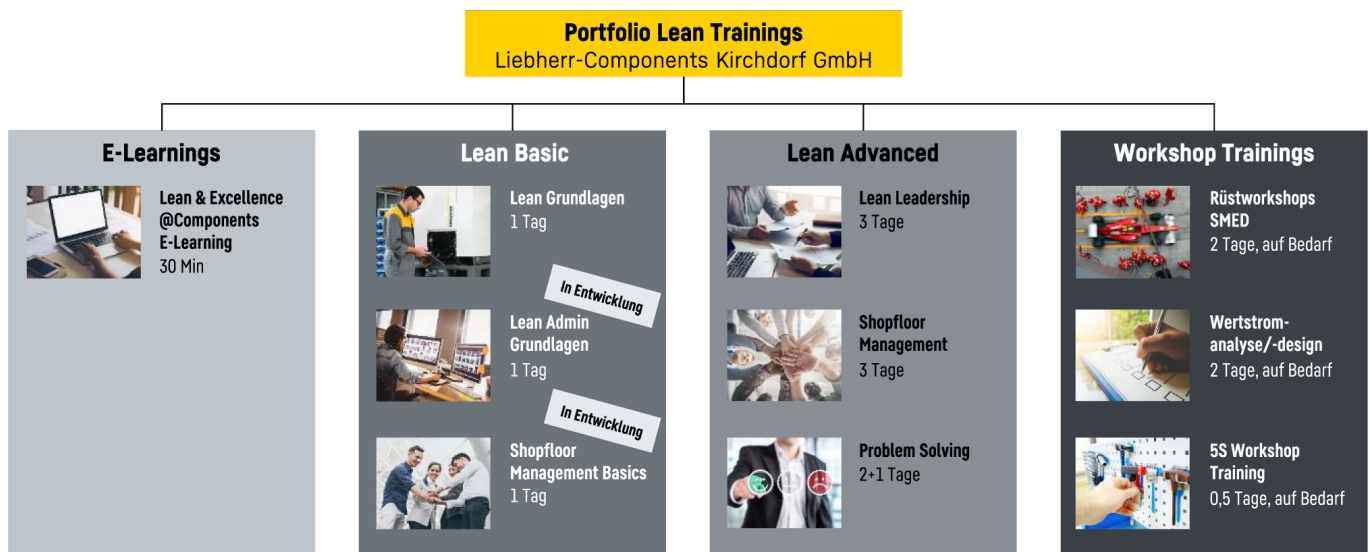 Portfolio Lean Trainings
Liebherr-Components Kirchdorf GmbH
E-Learnings
Lean & Excellence
@Components
E-Learning
30 Min
Lean Basic
Lean Grundlagen
1 Tag
In Entwicklung
Lean Admin
Grundlagen
1 Tag
In Entwicklung
Shopfloor
Management Basics
1 Tag
Lean Advanced
Lean Leadership
3 Tage
Shopfloor
Management
3 Tage
Problem Solving
2+1 Tage
Workshop Trainings
Rüstworkshops
SMED
2 Tage, auf Bedarf
Wertstrom-
analyse/-design
2 Tage, auf Bedarf
5S Workshop
Training
0,5 Tage, auf Bedarf